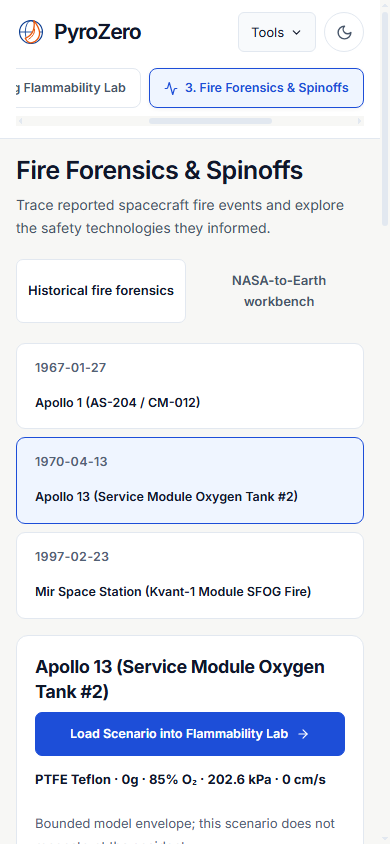 PyroZero
Tools
g Flammability Lab
3. Fire Forensics & Spinoffs
Fire Forensics & Spinoffs
Trace reported spacecraft fire events and explore
the safety technologies they informed.
Historical fire forensics
NASA-to-Earth
workbench
1967-01-27
Apollo 1 (AS-204 / CM-012)
1970-04-13
Apollo 13 (Service Module Oxygen Tank #2)
1997-02-23
Mir Space Station (Kvant-1 Module SFOG Fire)
Apollo 13 (Service Module Oxygen
Tank #2)
Load Scenario into Flammability Lab →
PTFE Teflon · 0g · 85% O₂ · 202.6 kPa · 0 cm/s
Bounded model envelope; this scenario does not